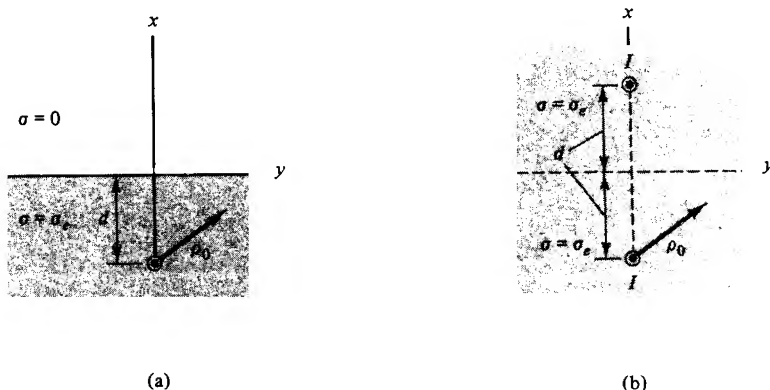 x
σ = 0
y
σ = σₑ
d
ρ₀
(a)
x
I
σ = σₑ
d
y
σ = σₑ
ρ₀
I
(b)